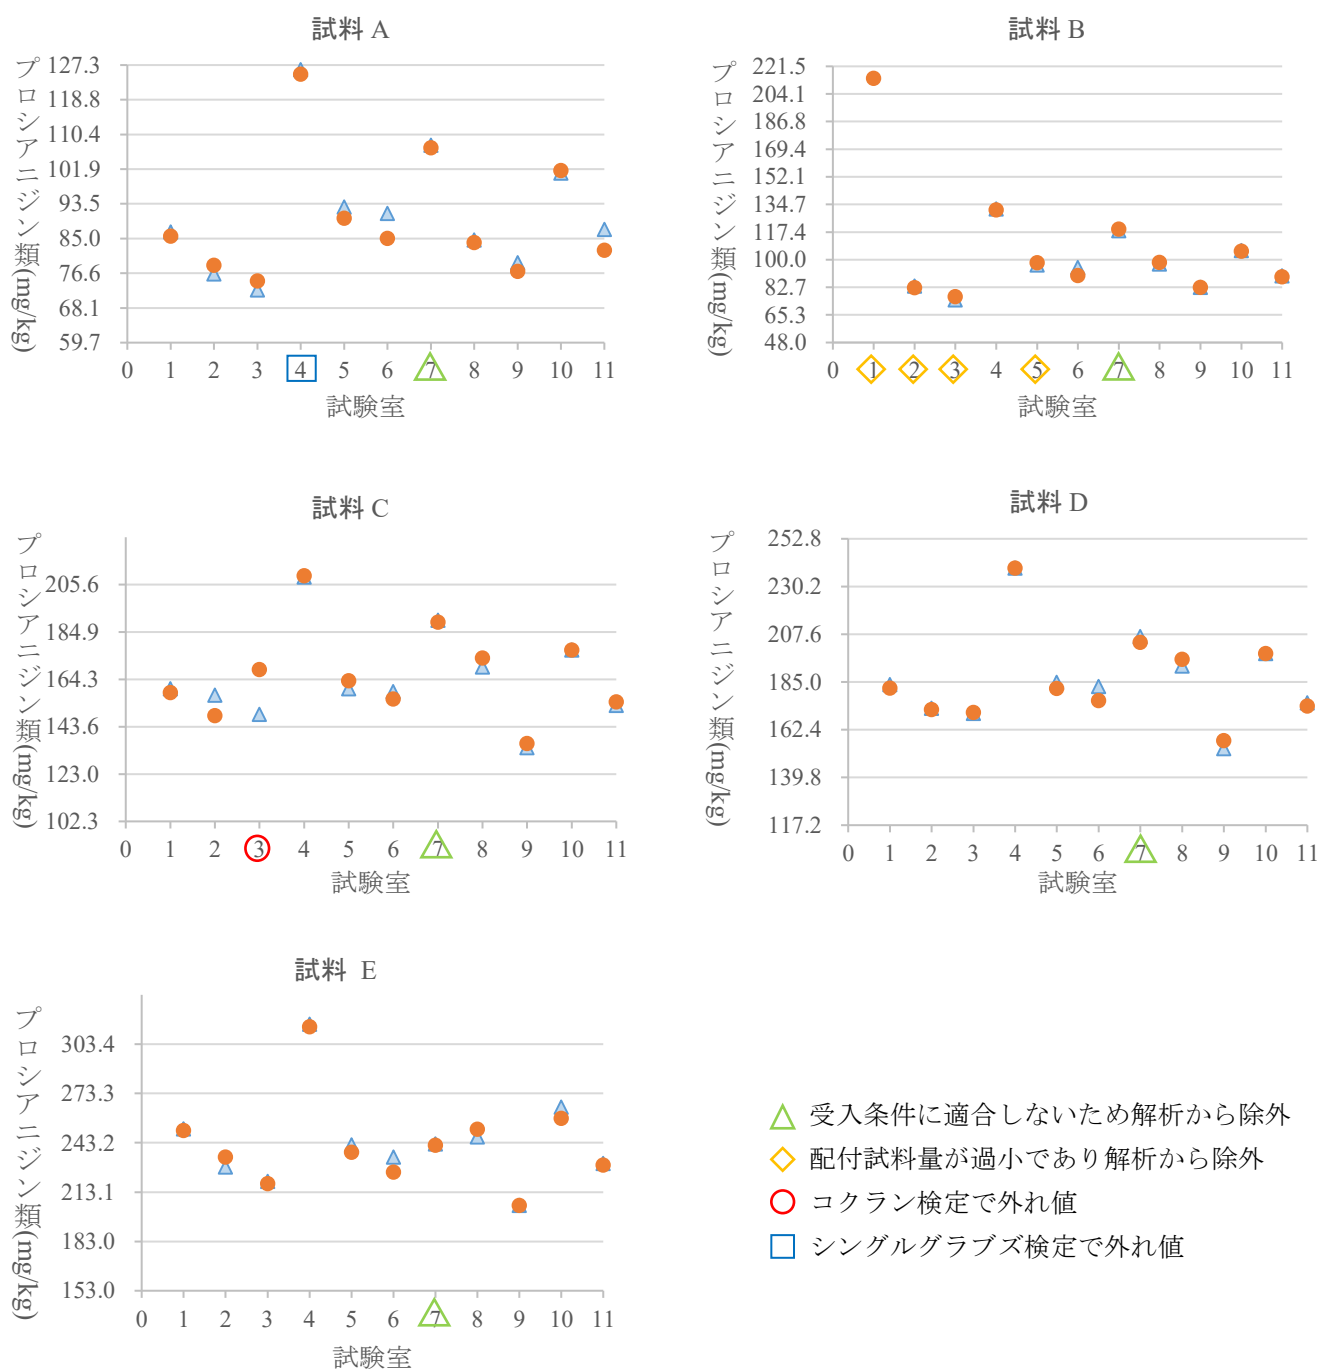 試料 A
プロシアニジン類(mg/kg)
127.3
118.8
110.4
101.9
93.5
85.0
76.6
68.1
59.7
0 1 2 3 4 5 6 7 8 9 10 11
試験室
試料 B
プロシアニジン類(mg/kg)
221.5
204.1
186.8
169.4
152.1
134.7
117.4
100.0
82.7
65.3
48.0
0 1 2 3 4 5 6 7 8 9 10 11
試験室
試料 C
プロシアニジン類(mg/kg)
205.6
184.9
164.3
143.6
123.0
102.3
0 1 2 3 4 5 6 7 8 9 10 11
試験室
試料 D
プロシアニジン類(mg/kg)
252.8
230.2
207.6
185.0
162.4
139.8
117.2
0 1 2 3 4 5 6 7 8 9 10 11
試験室
試料 E
プロシアニジン類(mg/kg)
303.4
273.3
243.2
213.1
183.0
153.0
0 1 2 3 4 5 6 7 8 9 10 11
試験室
受入条件に適合しないため解析から除外
配付試料量が過小であり解析から除外
コクラン検定で外れ値
シングルグラブズ検定で外れ値